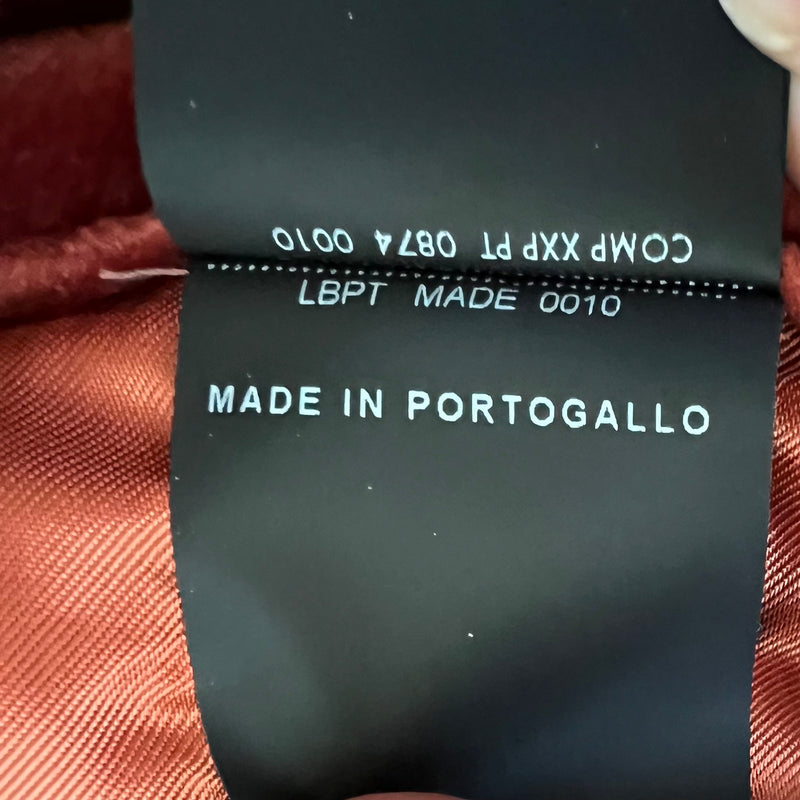 COMP XXP PT 0874 0010
LBPT MADE 0010
MADE IN PORTOGALLO